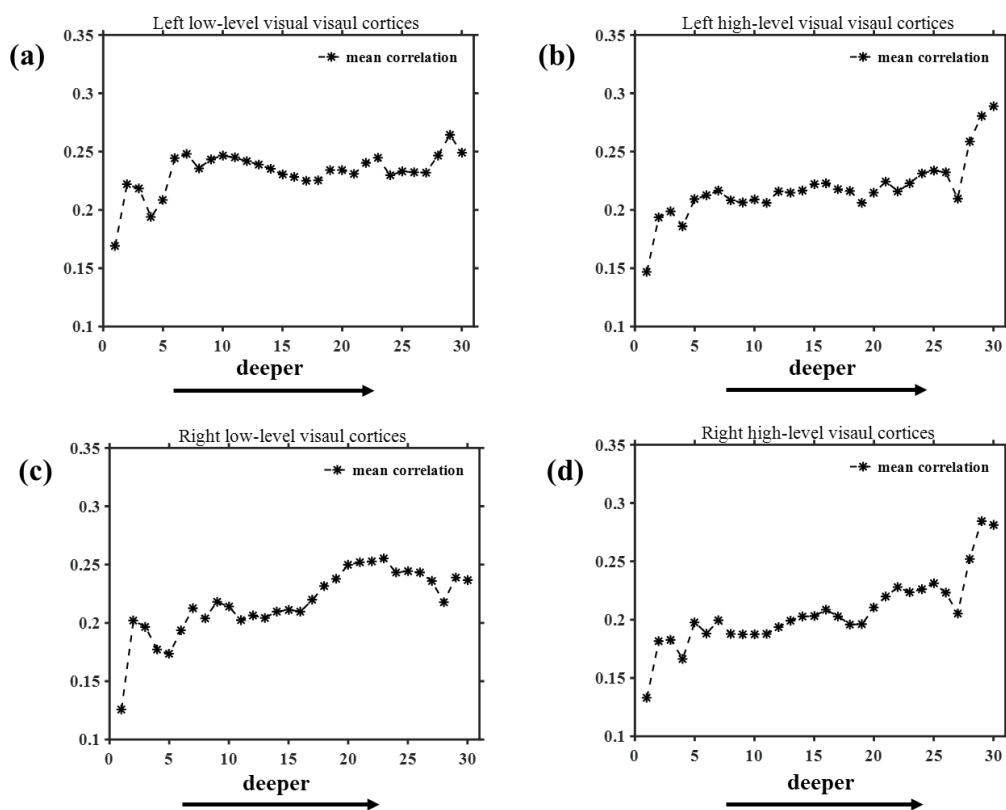 Left low-level visual visaul cortices
(a)
mean correlation
0.35
0.3
0.25
0.2
0.15
0.1
0 5 10 15 20 25 30
deeper
Left high-level visual visaul cortices
(b)
mean correlation
0.35
0.3
0.25
0.2
0.15
0.1
0 5 10 15 20 25 30
deeper
Right low-level visaul cortices
(c)
mean correlation
0.35
0.3
0.25
0.2
0.15
0.1
0 5 10 15 20 25 30
deeper
Right high-level visaul cortices
(d)
mean correlation
0.35
0.3
0.25
0.2
0.15
0.1
0 5 10 15 20 25 30
deeper